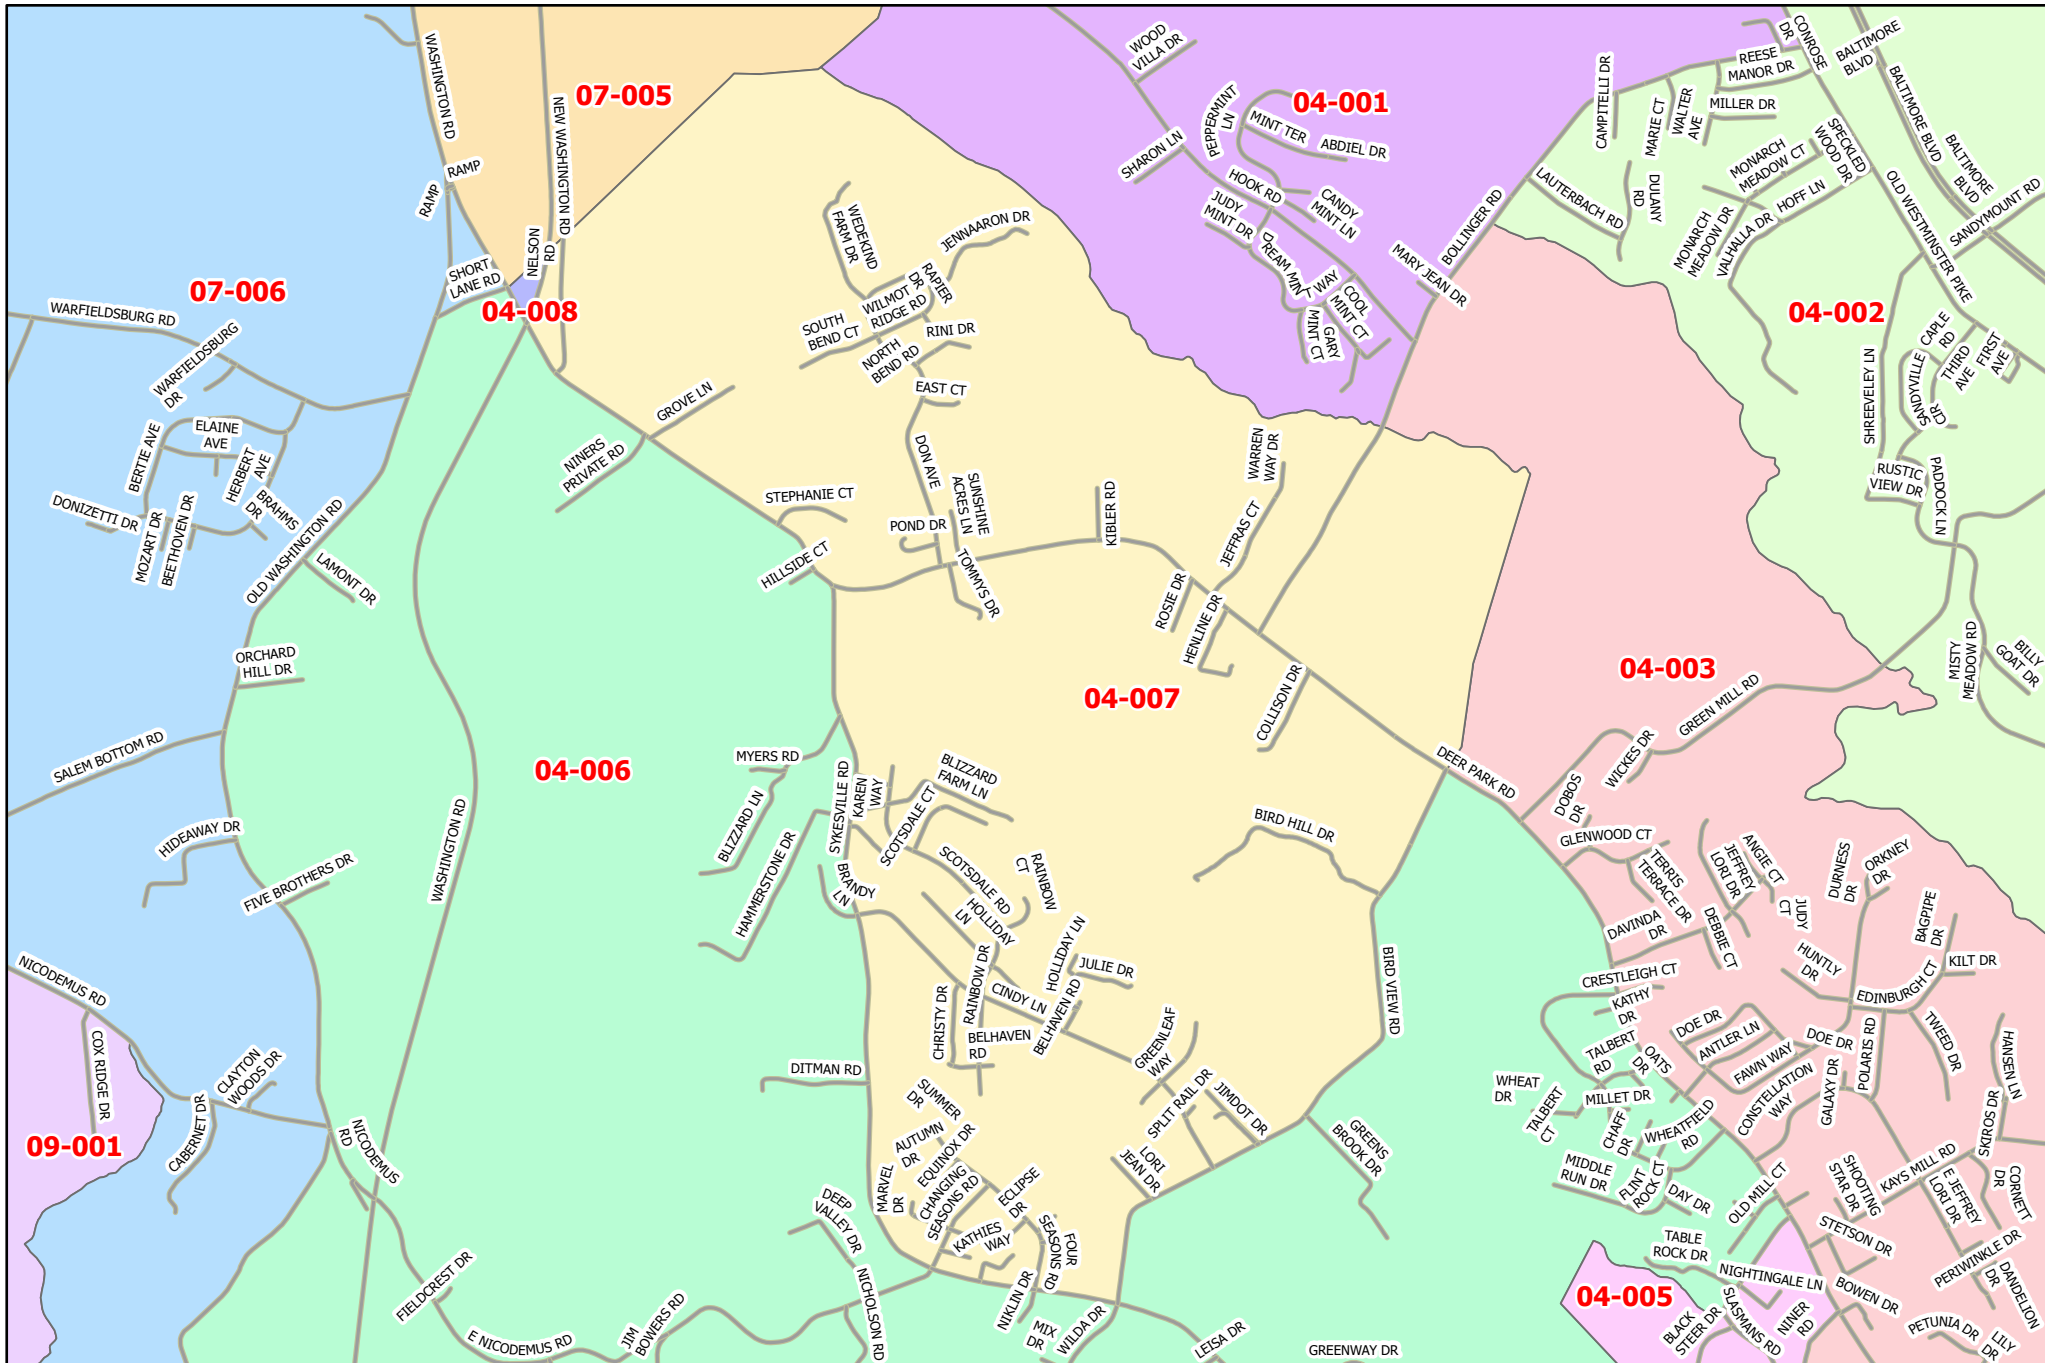 WASHINGTON RD
07-005
NEW WASHINGTON RD
RAMP
RAMP
NELSON
RD
SHORT
LANE RD
07-006
04-008
WARFIELDSBURG RD
WARFIELDSBURG
DR
ELAINE
AVE
BERTIE AVE
HERBERT
AVE
BRAHMS
DR
DONIZETTI DR
MOZART DR
BEETHOVEN DR
OLD WASHINGTON RD
LAMONT DR
ORCHARD
HILL DR
SALEM BOTTOM RD
HIDEAWAY DR
FIVE BROTHERS DR
WASHINGTON RD
04-006
NICODEMUS RD
COX RIDGE DR
09-001
CLAYTON
WOODS DR
CABERNET DR
NICODEMUS
RD
FIELDCREST DR
E NICODEMUS RD
JIM
BOWERS RD
WOOD
VILLA DR
04-001
PEPPERMINT
LN
MINT TER
ABDIEL DR
SHARON LN
HOOK RD
JUDY
MINT DR
CANDY
MINT LN
DREAM MINT WAY
COOL
MINT CT
GARY
MINT CT
MARY JEAN DR
BOLLINGER RD
WEDEKIND
FARM DR
JENNAARON DR
RAPIER
DR
WILMOT
RIDGE RD
SOUTH
BEND CT
RINI DR
NORTH
BEND RD
EAST CT
GROVE LN
NINERS
PRIVATE RD
DON AVE
STEPHANIE CT
SUNSHINE
ACRES LN
POND DR
HILLSIDE CT
TOMMYS DR
KIBLER RD
WARREN
WAY DR
JEFFRAS CT
ROSIE DR
HENLINE DR
COLLISON DR
04-007
MYERS RD
BLIZZARD LN
SYKESVILLE RD
KAREN
WAY
BLIZZARD
FARM LN
SCOTSDALE CT
HAMMERSTONE DR
BRANDY
LN
SCOTSDALE RD
RAINBOW
CT
HOLLIDAY
LN
HOLLIDAY LN
JULIE DR
RAINBOW DR
CINDY LN
CHRISTY DR
BELHAVEN
RD
BELHAVEN RD
BIRD HILL DR
BIRD VIEW RD
DITMAN RD
GREENLEAF
WAY
SPLIT RAIL DR
JIMDOT DR
SUMMER
DR
AUTUMN
DR
EQUINOX DR
MARVEL
DR
CHANGING
SEASONS RD
ECLIPSE
DR
KATHIES
WAY
FOUR
SEASONS RD
LORI
JEAN DR
GREENS
BROOK DR
DEEP
VALLEY DR
NICHOLSON RD
NIKLIN DR
MIX
DR
WILDA DR
LEISA DR
GREENWAY DR
CONROSE
DR
REESE
MANOR DR
BALTIMORE
BLVD
BALTIMORE BLVD
BALTIMORE
BLVD
CAMPITELLI DR
MARIE CT
WALTER
AVE
MILLER DR
SPECKLED
WOOD DR
MONARCH
MEADOW CT
LAUTERBACH RD
DULANY
RD
HOFF LN
MONARCH
MEADOW DR
VALHALLA DR
OLD WESTMINSTER PIKE
SANDYMOUNT RD
04-002
CAPLE
RD
THIRD
AVE
FIRST
AVE
SHREEVELEY LN
SANDYVILLE
CIR
RUSTIC
VIEW DR
PADDOCK LN
MISTY
MEADOW RD
BILLY
GOAT DR
04-003
GREEN MILL RD
WICKES DR
DEER PARK RD
DOBOS
DR
GLENWOOD CT
TERRIS
TERRACE DR
JEFFREY
LORI DR
ANGIE CT
JUDY
CT
DURNESS
DR
ORKNEY
DR
DAVINDA
DR
DEBBIE CT
BAGPIPE
DR
HUNTLY
DR
KILT DR
EDINBURGH CT
CRESTLEIGH CT
KATHY
DR
DOE DR
ANTLER LN
DOE DR
FAWN WAY
TWEED DR
HANSEN LN
TALBERT
RD
OATS
DR
POLARIS RD
GALAXY DR
CONSTELLATION
WAY
WHEAT
DR
TALBERT
CT
MILLET DR
CHAFF
DR
WHEATFIELD
RD
SKIROS DR
MIDDLE
RUN DR
FLINT
ROCK CT
DAY DR
OLD MILL CT
SHOOTING
STAR DR
KAYS MILL RD
E JEFFREY
LORI DR
CORNETT
DR
STETSON DR
TABLE
ROCK DR
NIGHTINGALE LN
PERIWINKLE DR
DANDELION
DR
04-005
BLACK
STEER DR
SLASMANS RD
NINER
RD
BOWEN DR
PETUNIA DR
LILY
DR